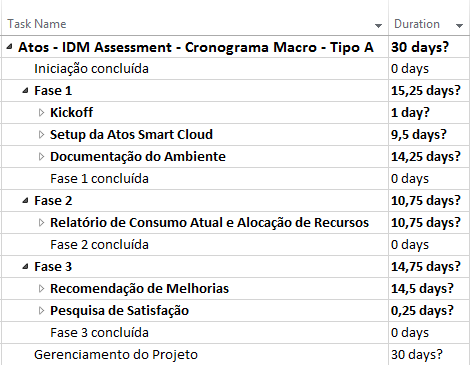 Task Name Duration
Atos - IDM Assessment - Cronograma Macro - Tipo A 30 days?
Iniciação concluída 0 days
Fase 1 15,25 days?
Kickoff 1 day?
Setup da Atos Smart Cloud 9,5 days?
Documentação do Ambiente 14,25 days?
Fase 1 concluída 0 days
Fase 2 10,75 days?
Relatório de Consumo Atual e Alocação de Recursos 10,75 days?
Fase 2 concluída 0 days
Fase 3 14,75 days?
Recomendação de Melhorias 14,5 days?
Pesquisa de Satisfação 0,25 days?
Fase 3 concluída 0 days
Gerenciamento do Projeto 30 days?